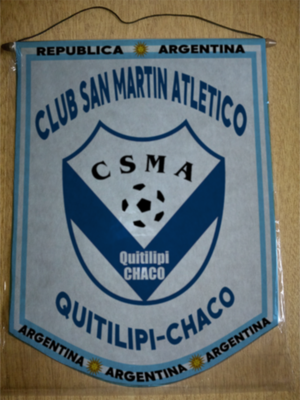 REPUBLICA ARGENTINA
CLUB SAN MARTIN ATLETICO
CSMA
Quitilipi
CHACO
QUITILIPI-CHACO
ARGENTINA ARGENTINA ARGENTINA